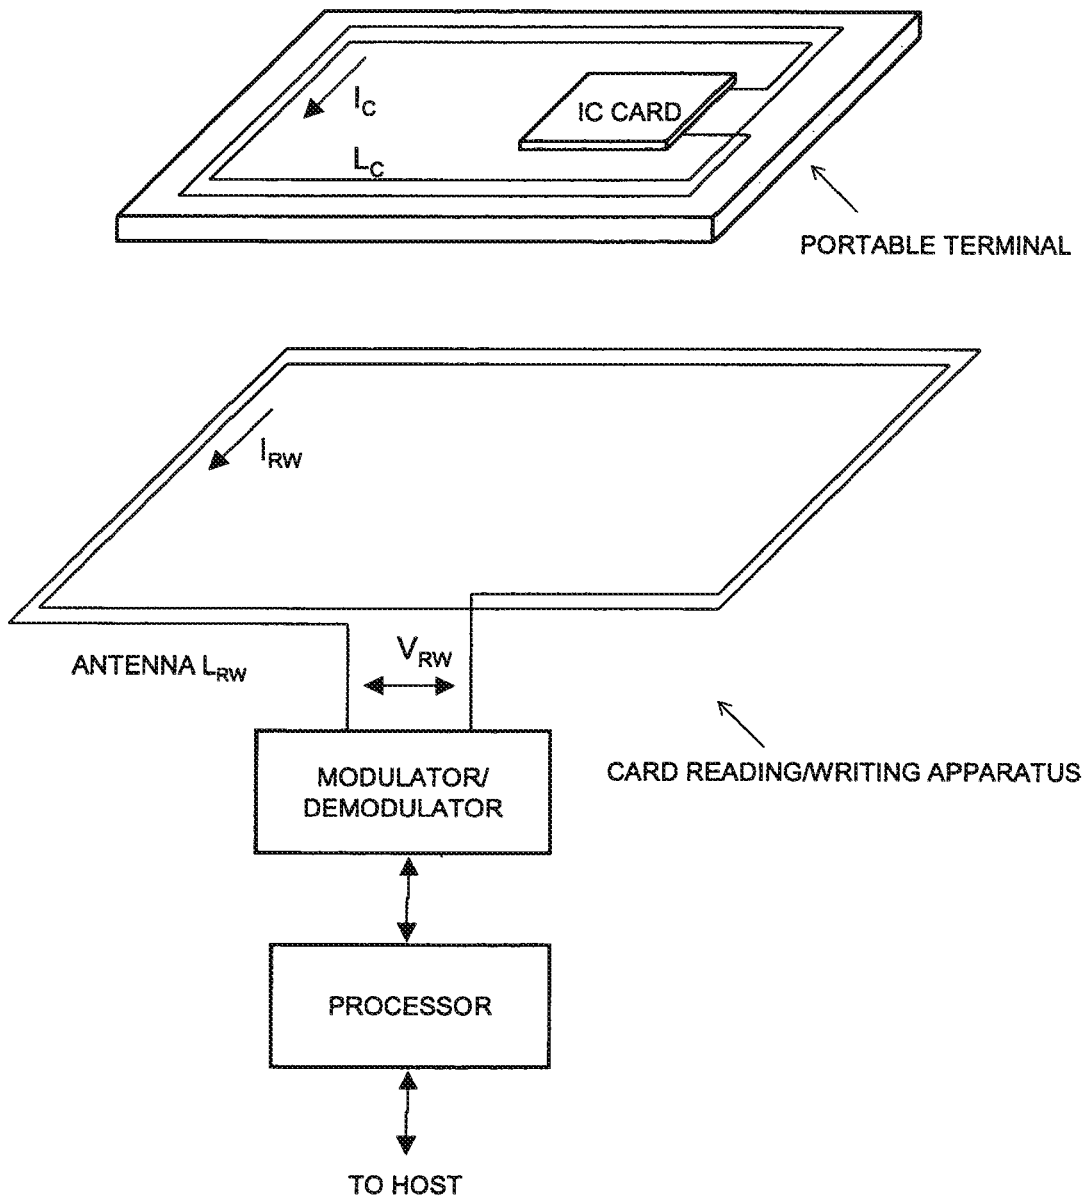 IC CARD
I_C
L_C
PORTABLE TERMINAL
I_RW
ANTENNA L_RW
V_RW
MODULATOR/
DEMODULATOR
CARD READING/WRITING APPARATUS
PROCESSOR
TO HOST